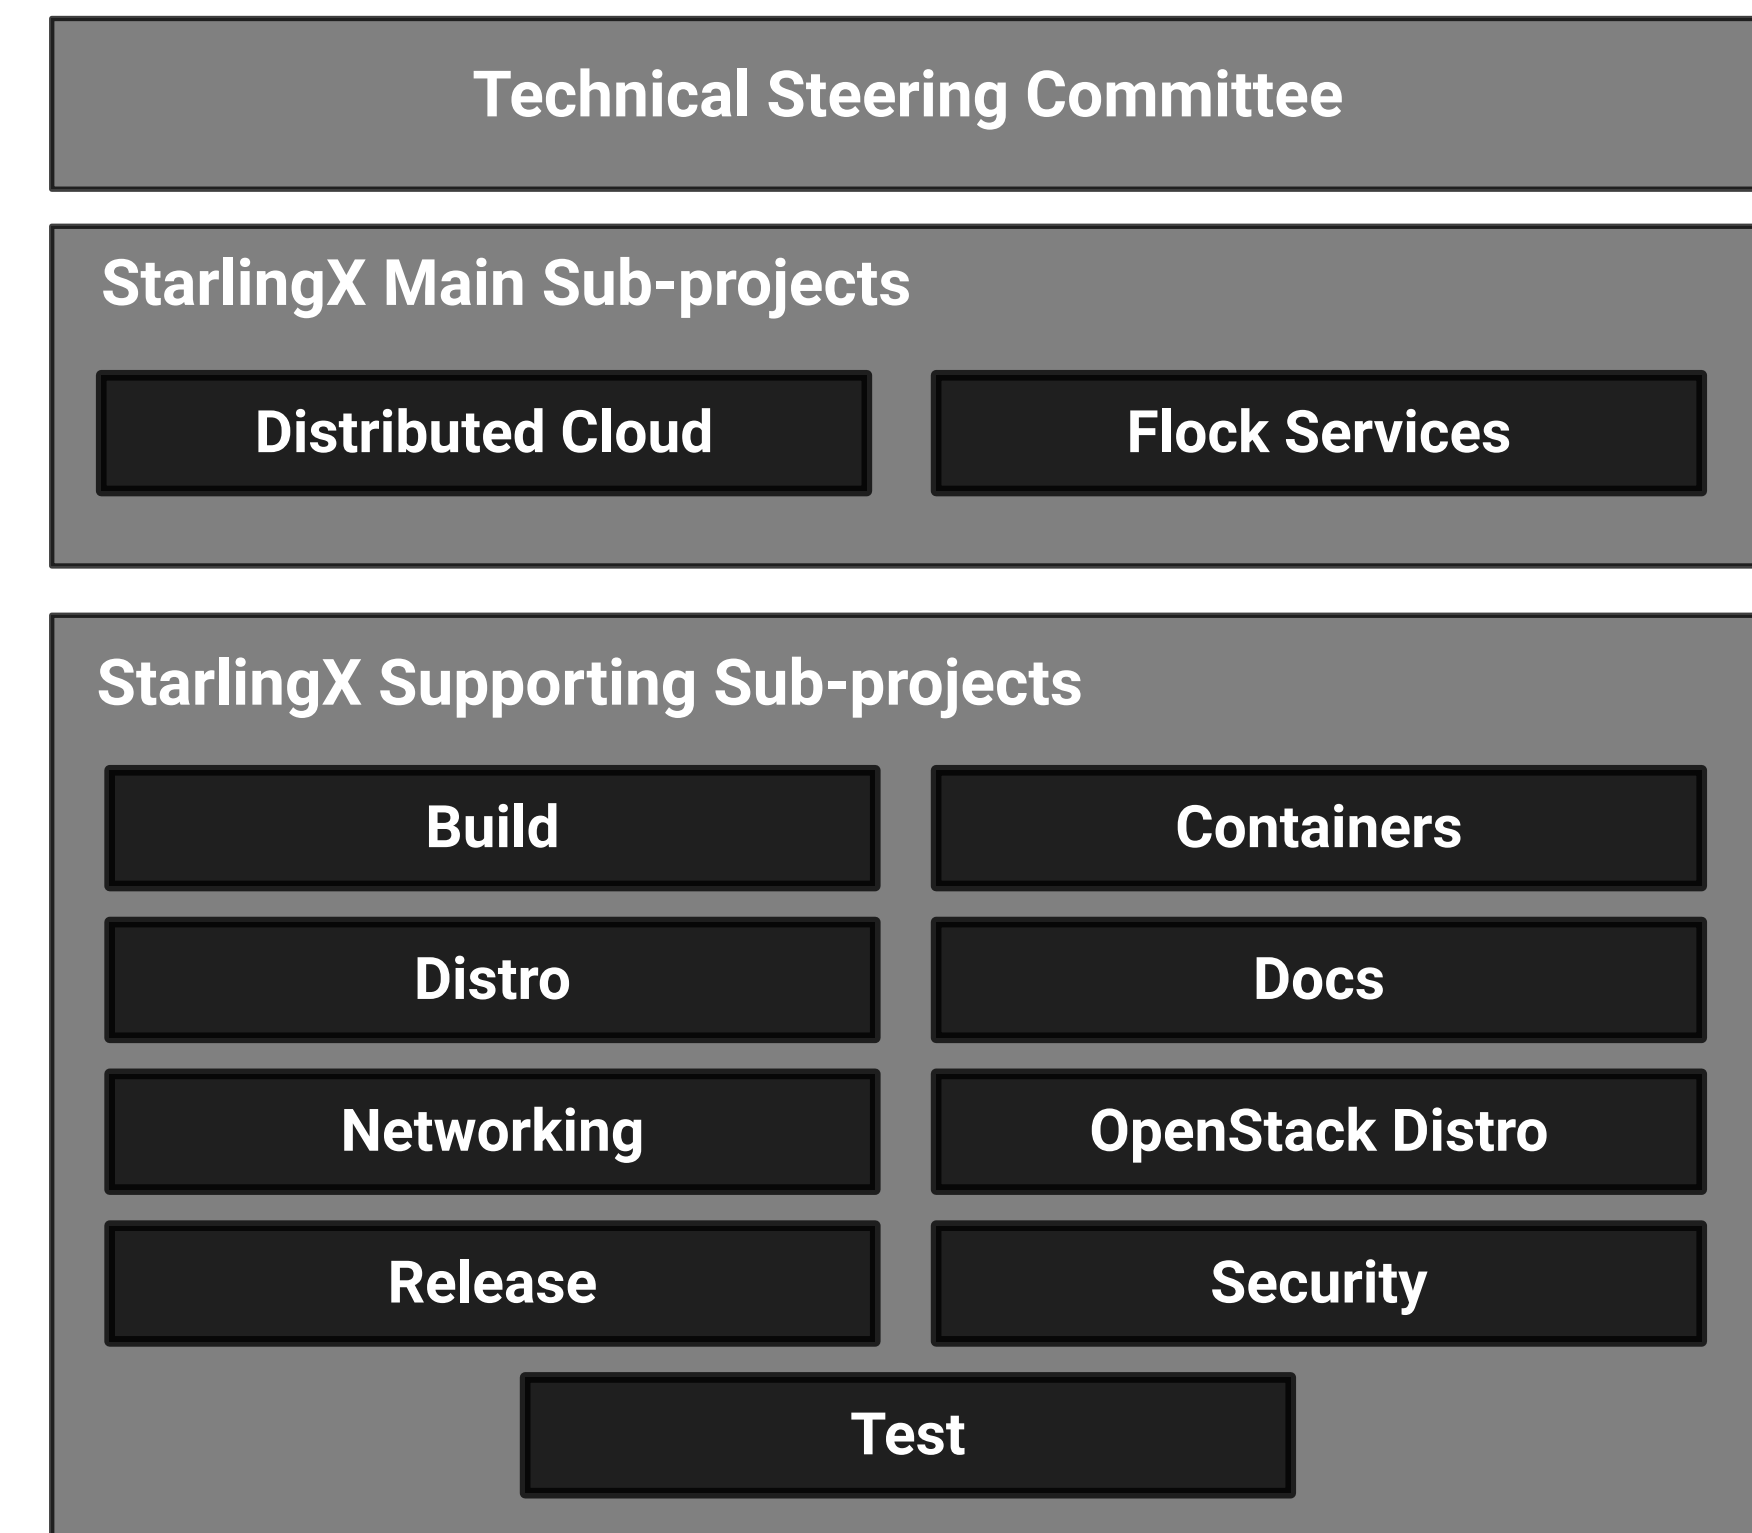 Technical Steering Committee
StarlingX Main Sub-projects
Distributed Cloud
Flock Services
StarlingX Supporting Sub-projects
Build
Containers
Distro
Docs
Networking
OpenStack Distro
Release
Security
Test